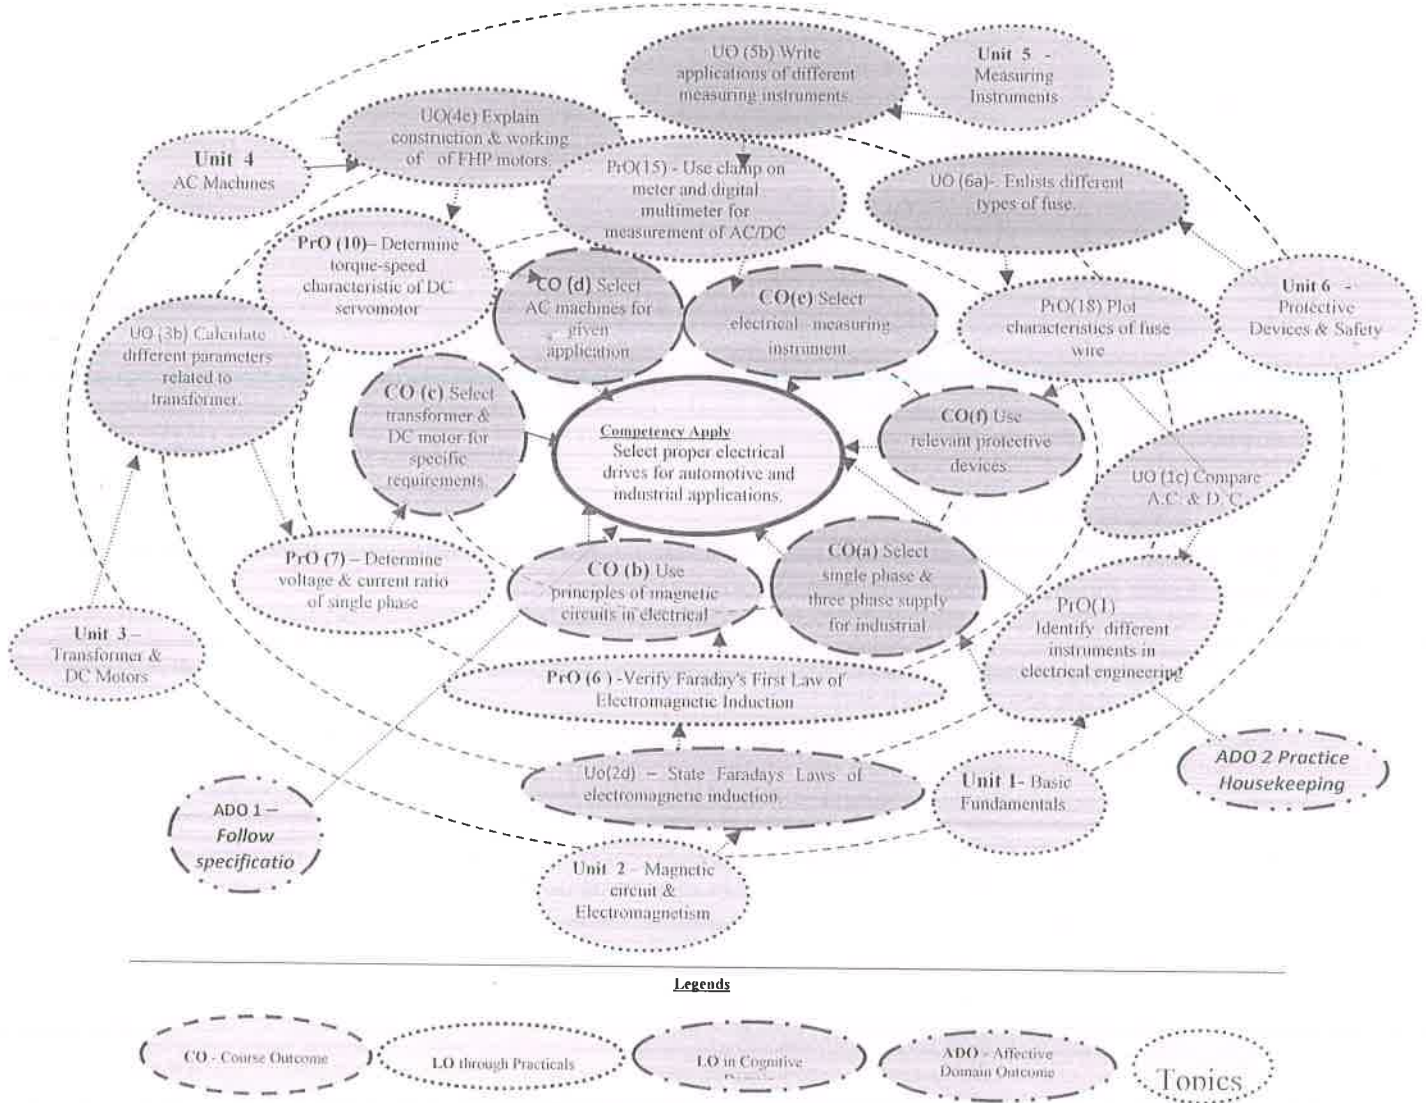 UO (5b) Write
applications of different
measuring instruments.
Unit 5 -
Measuring
Instruments
UO(4e) Explain
construction & working
of of FHP motors.
Unit 4
AC Machines
PrO(15) - Use clamp on
meter and digital
multimeter for
measurement of AC/DC
UO (6a)-. Enlists different
types of fuse.
PrO (10)– Determine
torque-speed
characteristic of DC
servomotor
CO (d) Select
AC machines for
given
application
CO(e) Select
electrical measuring
instrument
PrO(18) Plot
characteristics of fuse
wire
Unit 6 -
Protective
Devices & Safety
UO (3b) Calculate
different parameters
related to
transformer.
CO (c) Select
transformer &
DC motor for
specific
requirements.
Competency Apply
Select proper electrical
drives for automotive and
industrial applications.
CO(f) Use
relevant protective
devices.
UO (1c) Compare
A.C. & D. C.
PrO (7) – Determine
voltage & current ratio
of single phase
CO (b) Use
principles of magnetic
circuits in electrical
CO(a) Select
single phase &
three phase supply
for industrial
PrO(1)
Identify different
instruments in
electrical engineering
Unit 3 –
Transformer &
DC Motors
PrO (6 ) -Verify Faraday's First Law of
Electromagnetic Induction
Uo(2d) – State Faradays Laws of
electromagnetic induction.
Unit 1- Basic
Fundamentals
ADO 2 Practice
Housekeeping
ADO 1 –
Follow
specificatio
Unit 2 – Magnetic
circuit &
Electromagnetism
Legends
CO - Course Outcome
LO through Practicals
LO in Cognitive
ADO - Affective
Domain Outcome
Topics